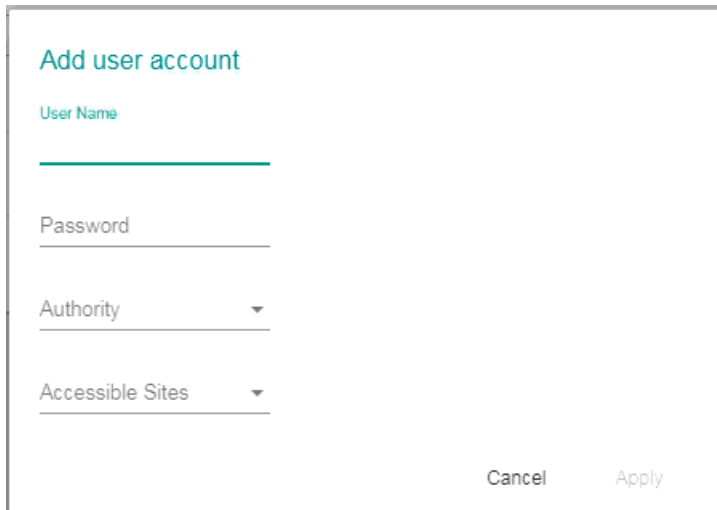 Add user account
User Name
Password
Authority
Accessible Sites
Cancel Apply